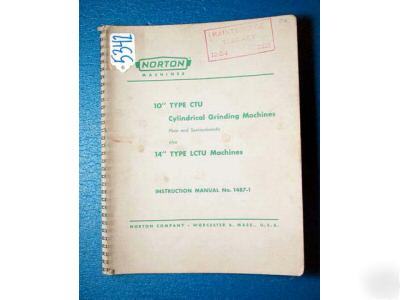 5342
NORTON
MACHINES
10" TYPE CTU
Cylindrical Grinding Machines
Plain and Semiautomatic
also
14" TYPE LCTU Machines
INSTRUCTION MANUAL No. 1487-1
NORTON COMPANY - WORCESTER 6, MASS., U. S. A.